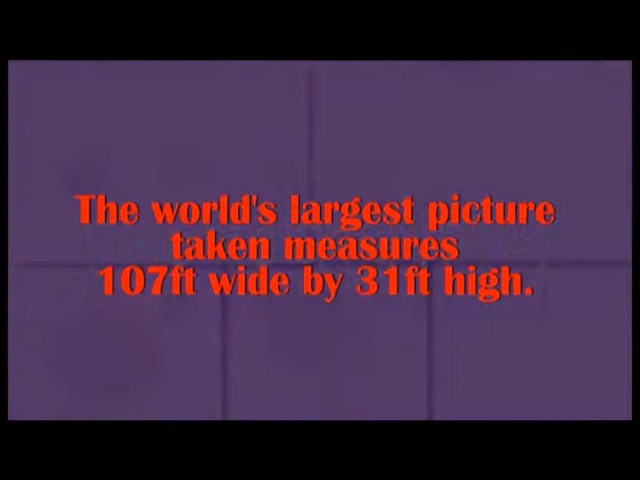 The world's largest picture
taken measures
107ft wide by 31ft high.